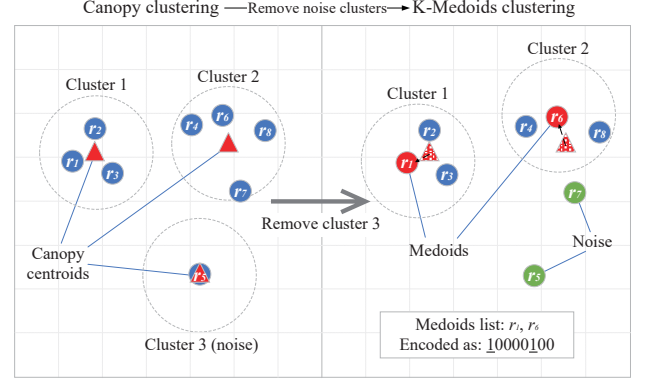 Canopy clustering Remove noise clusters K-Medoids clustering
Cluster 1
Cluster 2
r2
r1
r3
r4
r6
r8
r7
Canopy
centroids
r5
Cluster 3 (noise)
Remove cluster 3
Cluster 1
Cluster 2
r2
r1
r3
r4
r6
r8
r7
Medoids
Noise
r5
Medoids list: r1, r6
Encoded as: 10000100